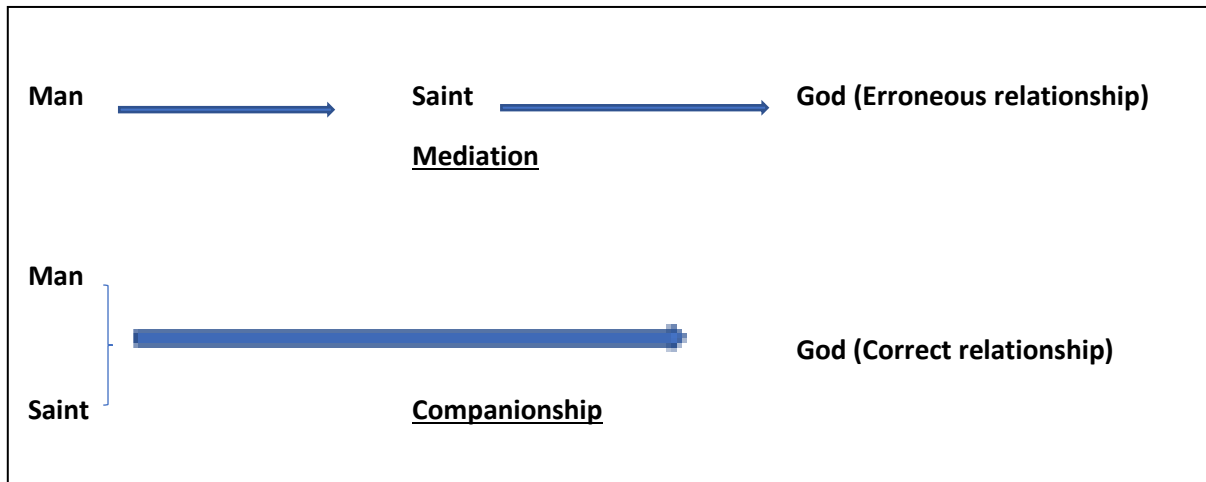 Man Saint God (Erroneous relationship)
Mediation
Man
God (Correct relationship)
Saint Companionship